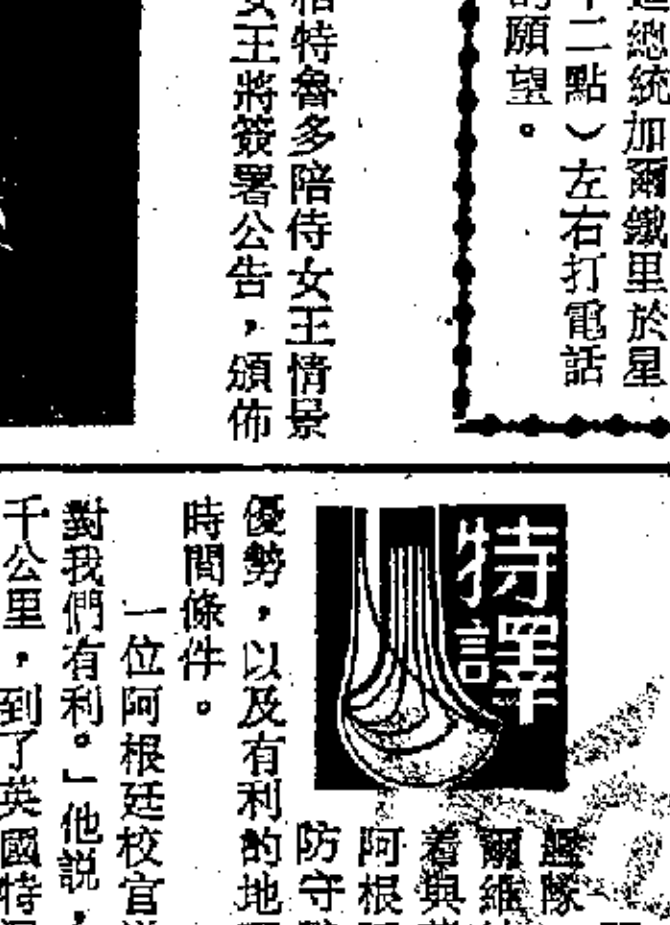 總統加爾鐵里於星
二點）左右打電話
願望。
特魯多陪侍女王情景
女王將簽署公告，頒佈
特譯
艦隊
爾維
着與
阿根
防守
優勢，以及有利的地
時間條件。
一位阿根廷校官
對我們有利。」他説，
千公里，到了英國特